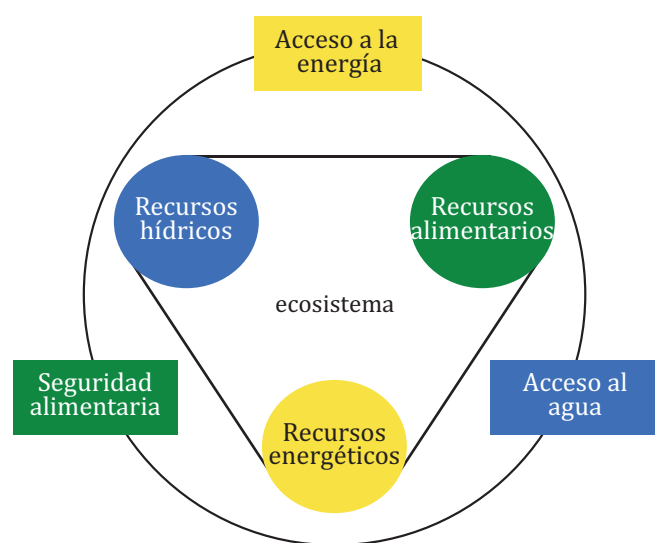 Acceso a la
energía
Recursos
hídricos
Recursos
alimentarios
ecosistema
Seguridad
alimentaria
Acceso al
agua
Recursos
energéticos